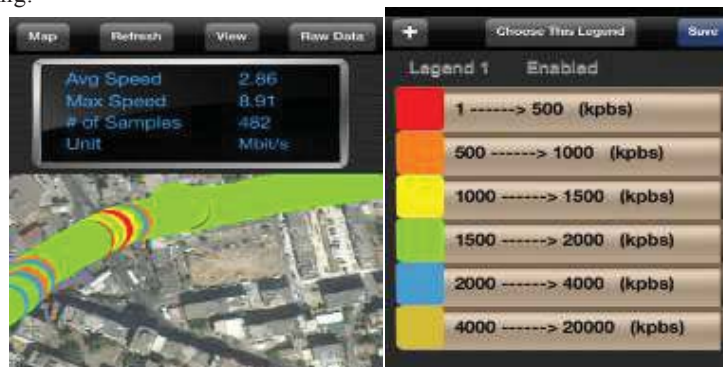 ng.
Map Refresh View Raw Data
Avg Speed 2.86
Max Speed 8.91
# of Samples 482
Unit Mbit/s
+ Choose This Legend Save
Legend 1 Enabled
1 ------> 500 (kpbs)
500 ------> 1000 (kpbs)
1000 ------> 1500 (kpbs)
1500 ------> 2000 (kpbs)
2000 ------> 4000 (kpbs)
4000 ------> 20000 (kpbs)